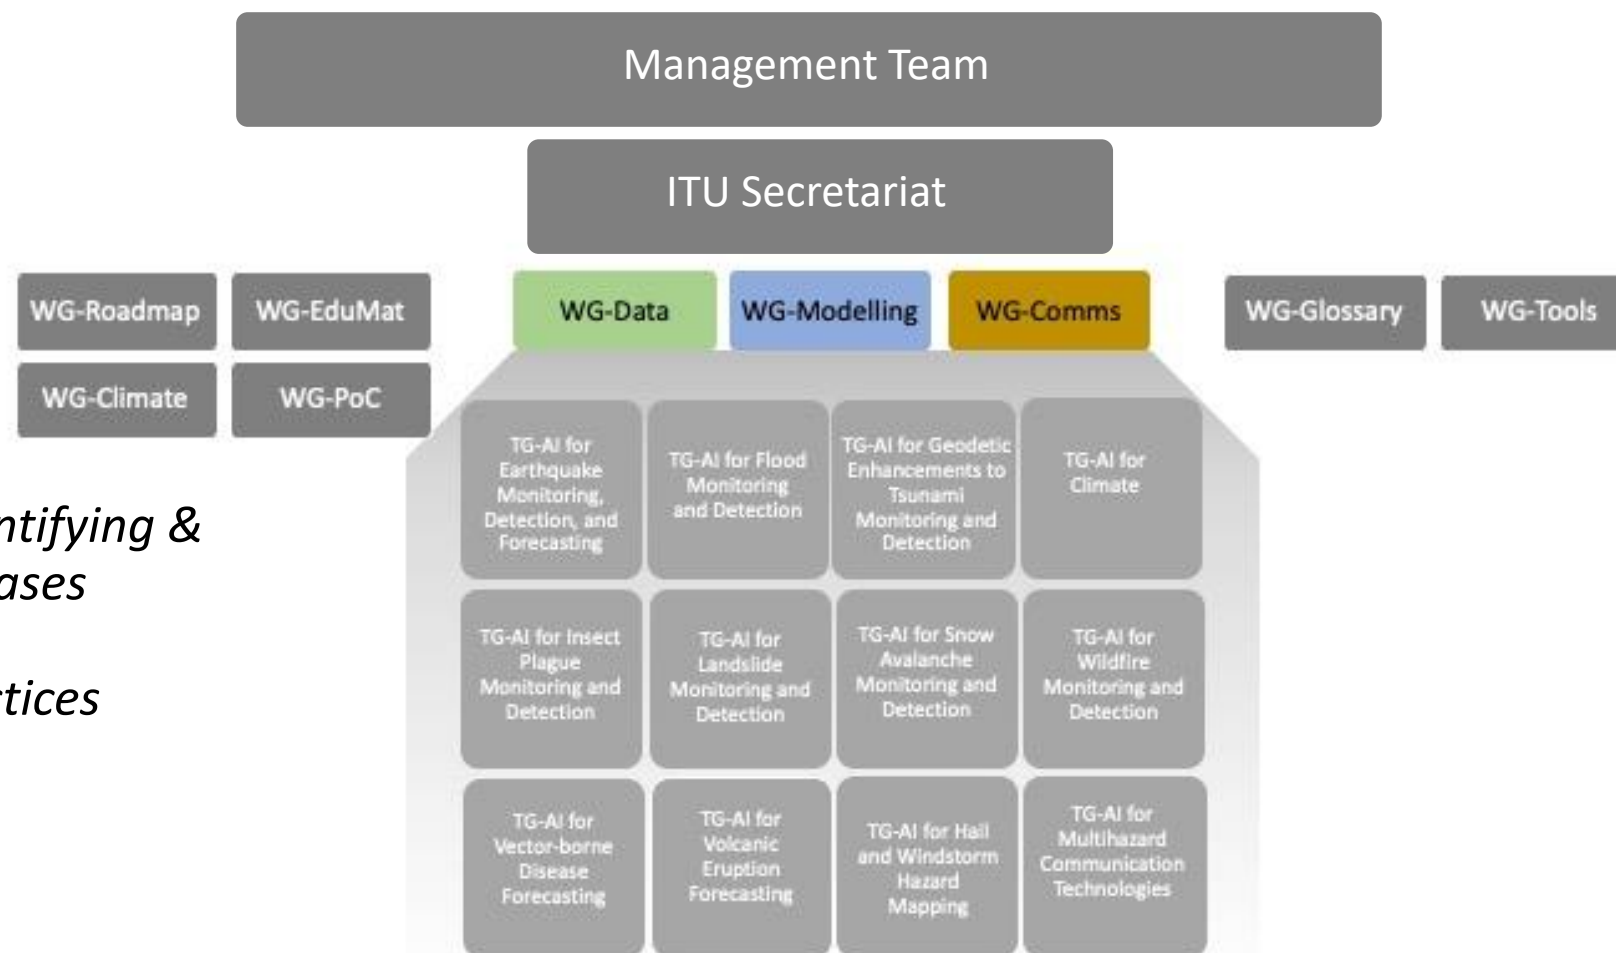 Management Team
ITU Secretariat
WG-Roadmap
WG-EduMat
WG-Data
WG-Modelling
WG-Comms
WG-Glossary
WG-Tools
WG-Climate
WG-PoC
TG-AI for
Earthquake
Monitoring,
Detection, and
Forecasting
TG-AI for Flood
Monitoring
and Detection
TG-AI for Geodetic
Enhancements to
Tsunami
Monitoring and
Detection
TG-AI for
Climate
ntifying &
ases
ctices
TG-AI for Insect
Plague
Monitoring and
Detection
TG-AI for
Landslide
Monitoring and
Detection
TG-AI for Snow
Avalanche
Monitoring and
Detection
TG-AI for
Wildfire
Monitoring and
Detection
TG-AI for
Vector-borne
Disease
Forecasting
TG-AI for
Volcanic
Eruption
Forecasting
TG-AI for Hail
and Windstorm
Hazard
Mapping
TG-AI for
Multihazard
Communication
Technologies